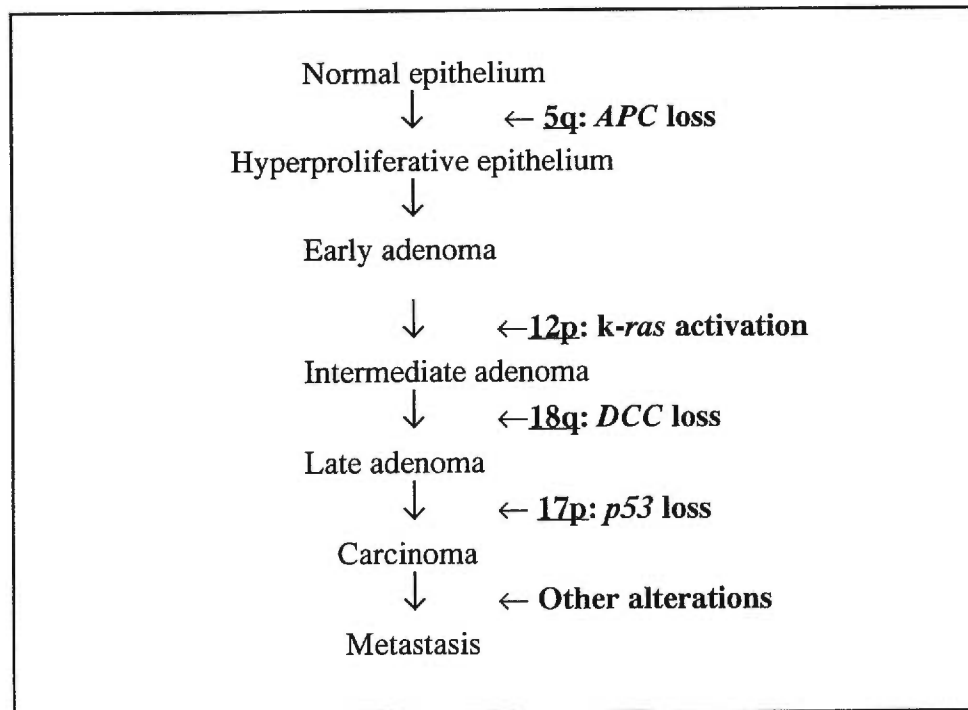 Normal epithelium
↓ ← 5q: APC loss
Hyperproliferative epithelium
↓
Early adenoma
↓ ←12p: k-ras activation
Intermediate adenoma
↓ ←18q: DCC loss
Late adenoma
↓ ← 17p: p53 loss
Carcinoma
↓ ← Other alterations
Metastasis